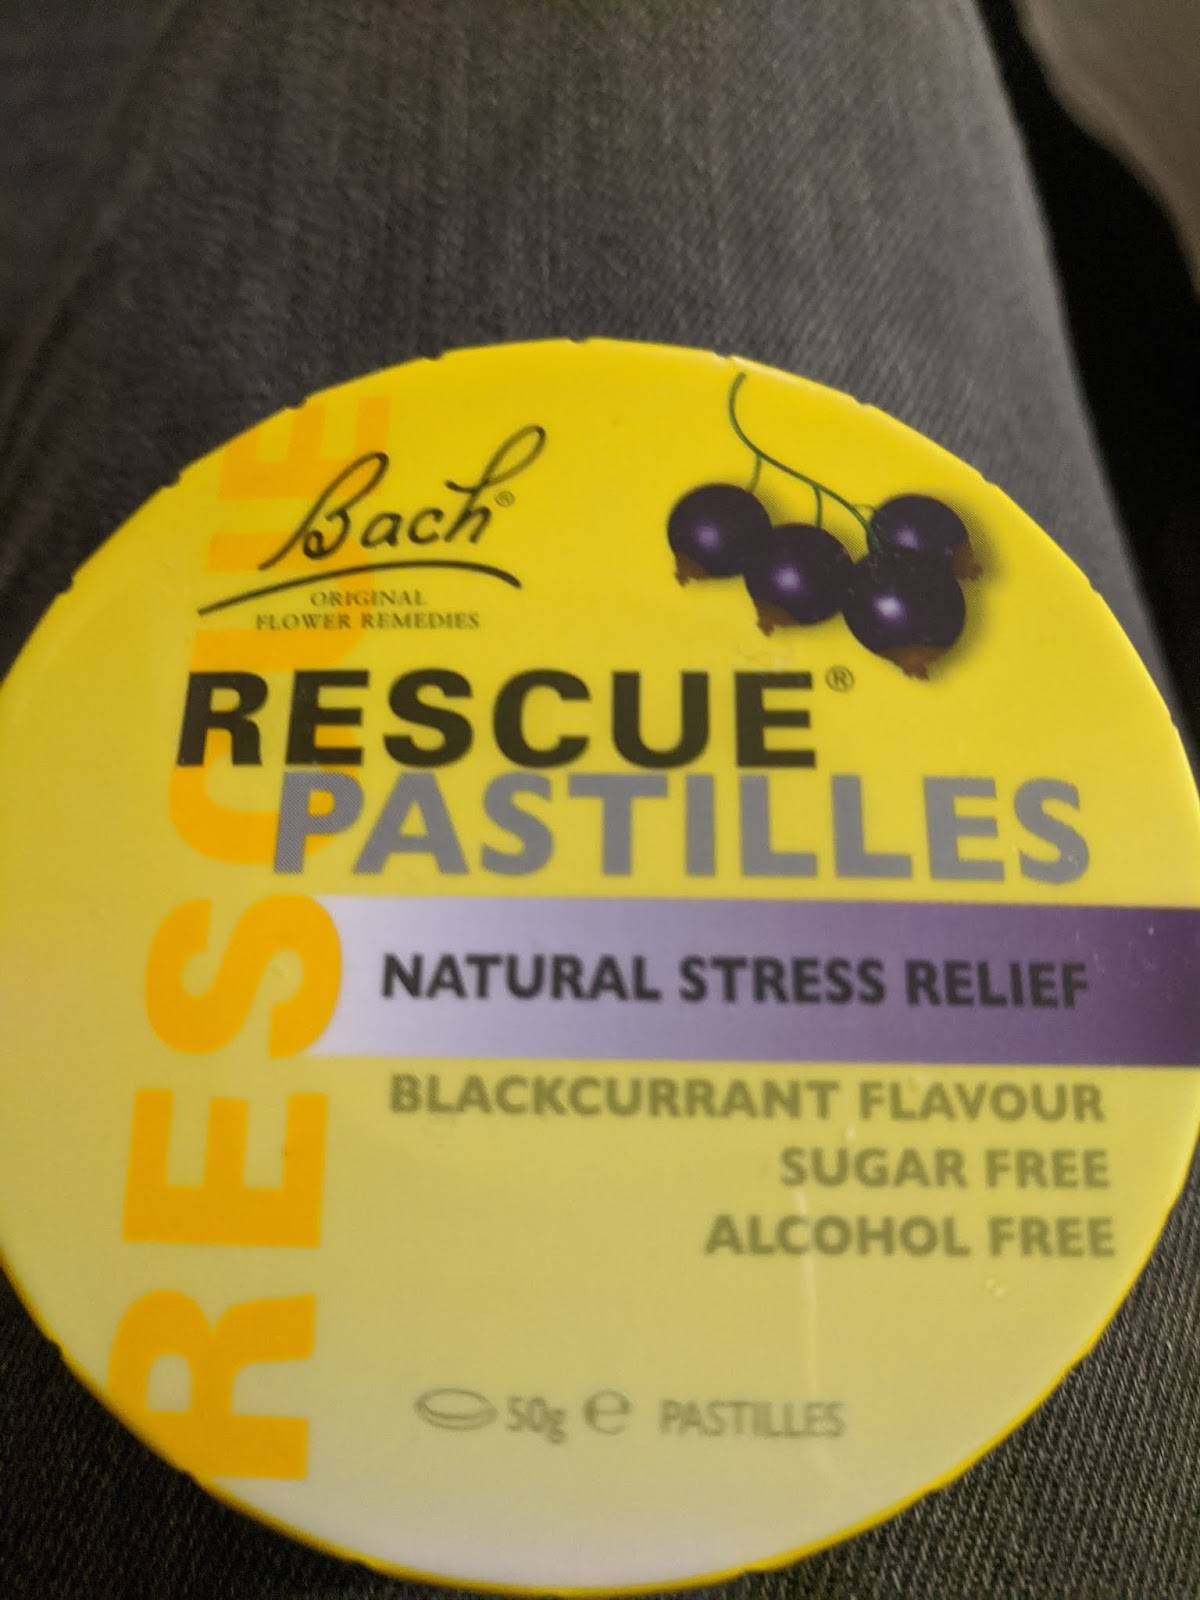 Bach®
ORIGINAL
FLOWER REMEDIES
RESCUE®
PASTILLES
NATURAL STRESS RELIEF
BLACKCURRANT FLAVOUR
SUGAR FREE
ALCOHOL FREE
50g e PASTILLES
RESCUE